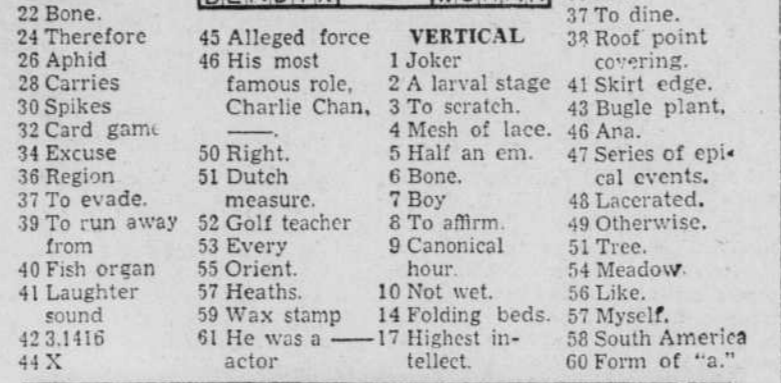 22 Bone.
24 Therefore
26 Aphid
28 Carries
30 Spikes
32 Card game
34 Excuse
36 Region
37 To evade.
39 To run away
from
40 Fish organ
41 Laughter
sound
42 3.1416
44 X
45 Alleged force
46 His most
famous role,
Charlie Chan,
——.
50 Right.
51 Dutch
measure.
52 Golf teacher
53 Every
55 Orient.
57 Heaths.
59 Wax stamp
61 He was a ——
actor
VERTICAL
1 Joker
2 A larval stage
3 To scratch.
4 Mesh of lace.
5 Half an em.
6 Bone.
7 Boy
8 To affirm.
9 Canonical
hour.
10 Not wet.
14 Folding beds.
17 Highest in-
tellect.
37 To dine.
38 Roof point
covering.
41 Skirt edge.
43 Bugle plant.
46 Ana.
47 Series of epi-
cal events.
48 Lacerated.
49 Otherwise.
51 Tree.
54 Meadow.
56 Like.
57 Myself.
58 South America
60 Form of "a."